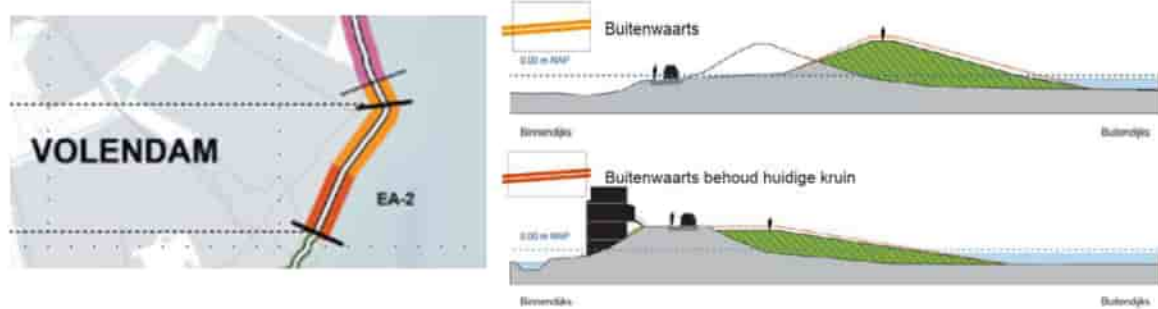 VOLENDAM
EA-2
Buitenwaarts
0.00 m NAP
Binnendijks
Buitendijks
Buitenwaarts behoud huidige kruin
0.00 m NAP
Binnendijks
Buitendijks